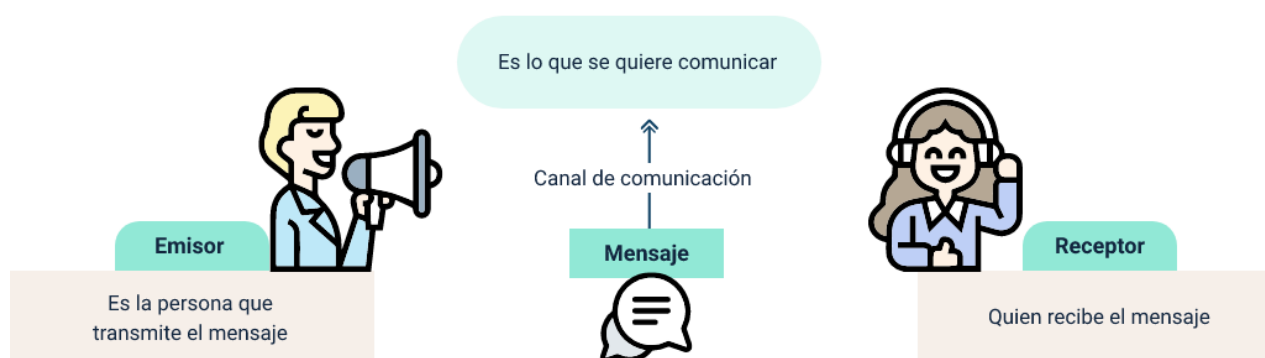 Es lo que se quiere comunicar
Canal de comunicación
Emisor
Mensaje
Receptor
Es la persona que
transmite el mensaje
Quien recibe el mensaje